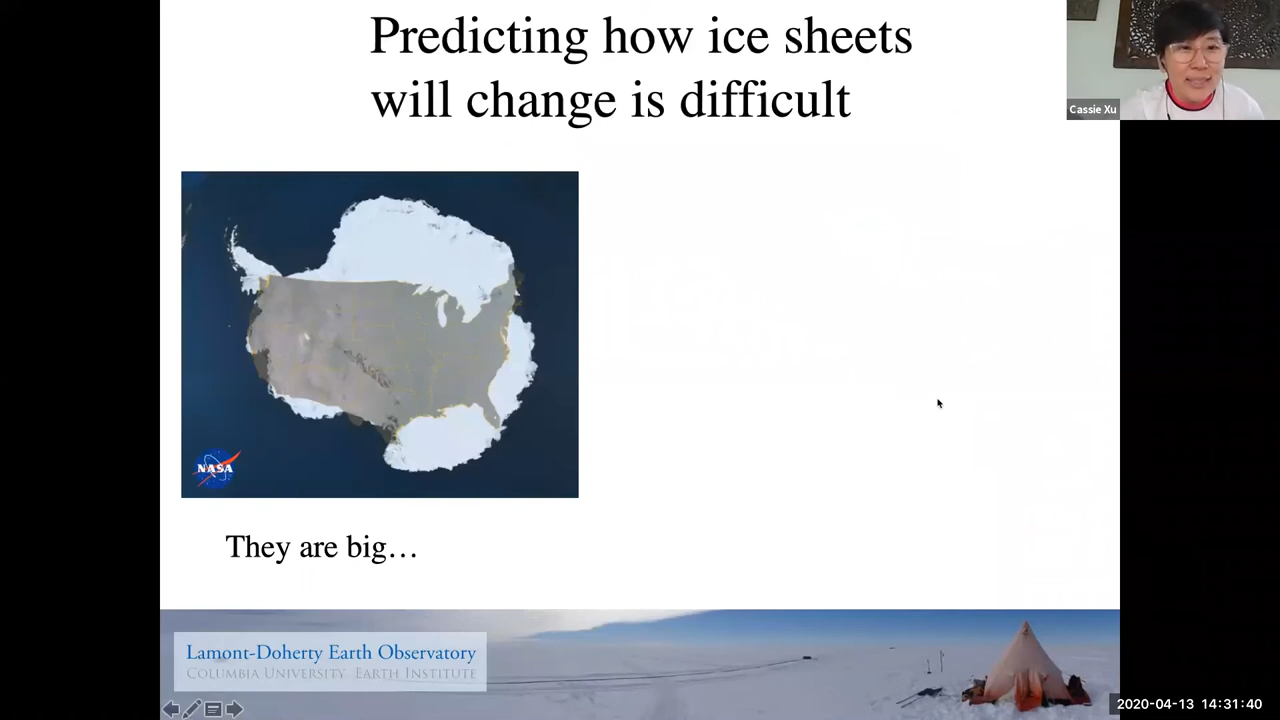 Predicting how ice sheets
will change is difficult
Cassie Xu
NASA
They are big…
Lamont-Doherty Earth Observatory
COLUMBIA UNIVERSITY EARTH INSTITUTE
2020-04-13 14:31:40